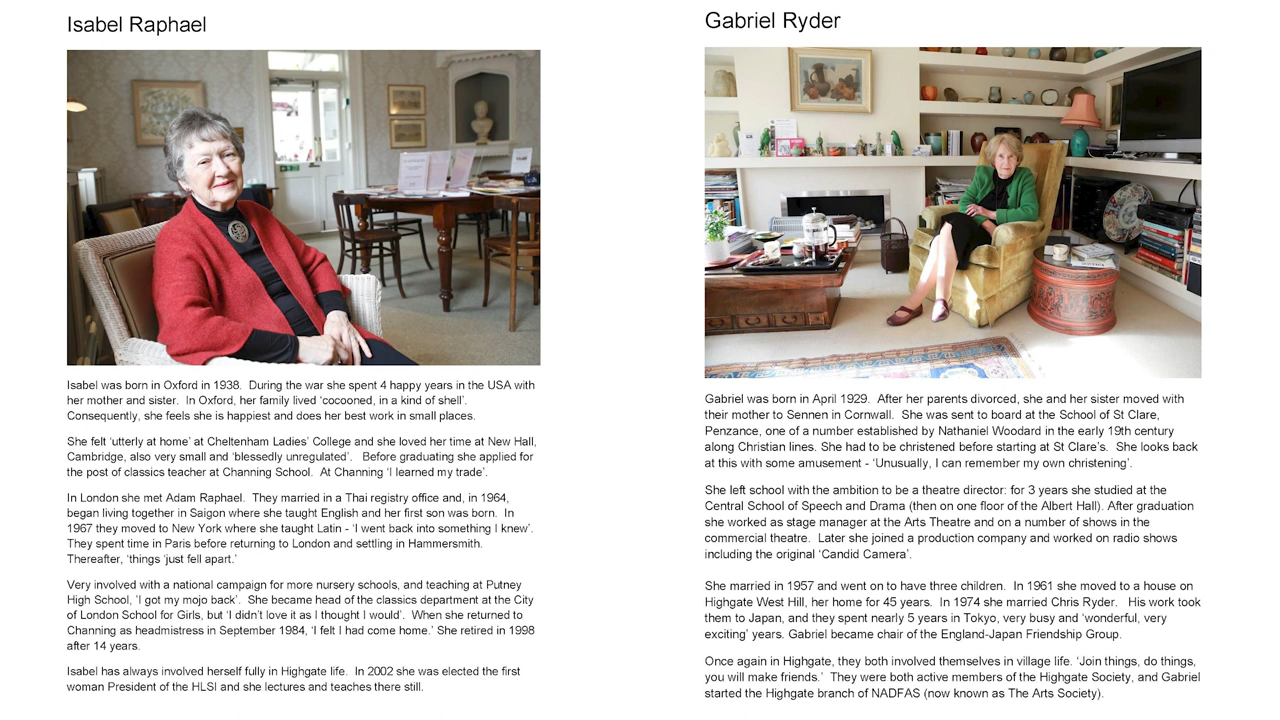 Isabel Raphael
Isabel was born in Oxford in 1938. During the war she spent 4 happy years in the USA with
her mother and sister. In Oxford, her family lived 'cocooned, in a kind of shell'.
Consequently, she feels she is happiest and does her best work in small places.
She felt 'utterly at home' at Cheltenham Ladies' College and she loved her time at New Hall,
Cambridge, also very small and 'blessedly unregulated'. Before graduating she applied for
the post of classics teacher at Channing School. At Channing 'I learned my trade'.
In London she met Adam Raphael. They married in a Thai registry office and, in 1964,
began living together in Saigon where she taught English and her first son was born. In
1967 they moved to New York where she taught Latin - 'I went back into something I knew'.
They spent time in Paris before returning to London and settling in Hammersmith.
Thereafter, 'things 'just fell apart.'
Very involved with a national campaign for more nursery schools, and teaching at Putney
High School, 'I got my mojo back'. She became head of the classics department at the City
of London School for Girls, but 'I didn't love it as I thought I would'. When she returned to
Channing as headmistress in September 1984, 'I felt I had come home.' She retired in 1998
after 14 years.
Isabel has always involved herself fully in Highgate life. In 2002 she was elected the first
woman President of the HLSI and she lectures and teaches there still.
Gabriel Ryder
Gabriel was born in April 1929. After her parents divorced, she and her sister moved with
their mother to Sennen in Cornwall. She was sent to board at the School of St Clare,
Penzance, one of a number established by Nathaniel Woodard in the early 19th century
along Christian lines. She had to be christened before starting at St Clare's. She looks back
at this with some amusement - 'Unusually, I can remember my own christening'.
She left school with the ambition to be a theatre director: for 3 years she studied at the
Central School of Speech and Drama (then on one floor of the Albert Hall). After graduation
she worked as stage manager at the Arts Theatre and on a number of shows in the
commercial theatre. Later she joined a production company and worked on radio shows
including the original 'Candid Camera'.
She married in 1957 and went on to have three children. In 1961 she moved to a house on
Highgate West Hill, her home for 45 years. In 1974 she married Chris Ryder. His work took
them to Japan, and they spent nearly 5 years in Tokyo, very busy and 'wonderful, very
exciting' years. Gabriel became chair of the England-Japan Friendship Group.
Once again in Highgate, they both involved themselves in village life. 'Join things, do things,
you will make friends.' They were both active members of the Highgate Society, and Gabriel
started the Highgate branch of NADFAS (now known as The Arts Society).